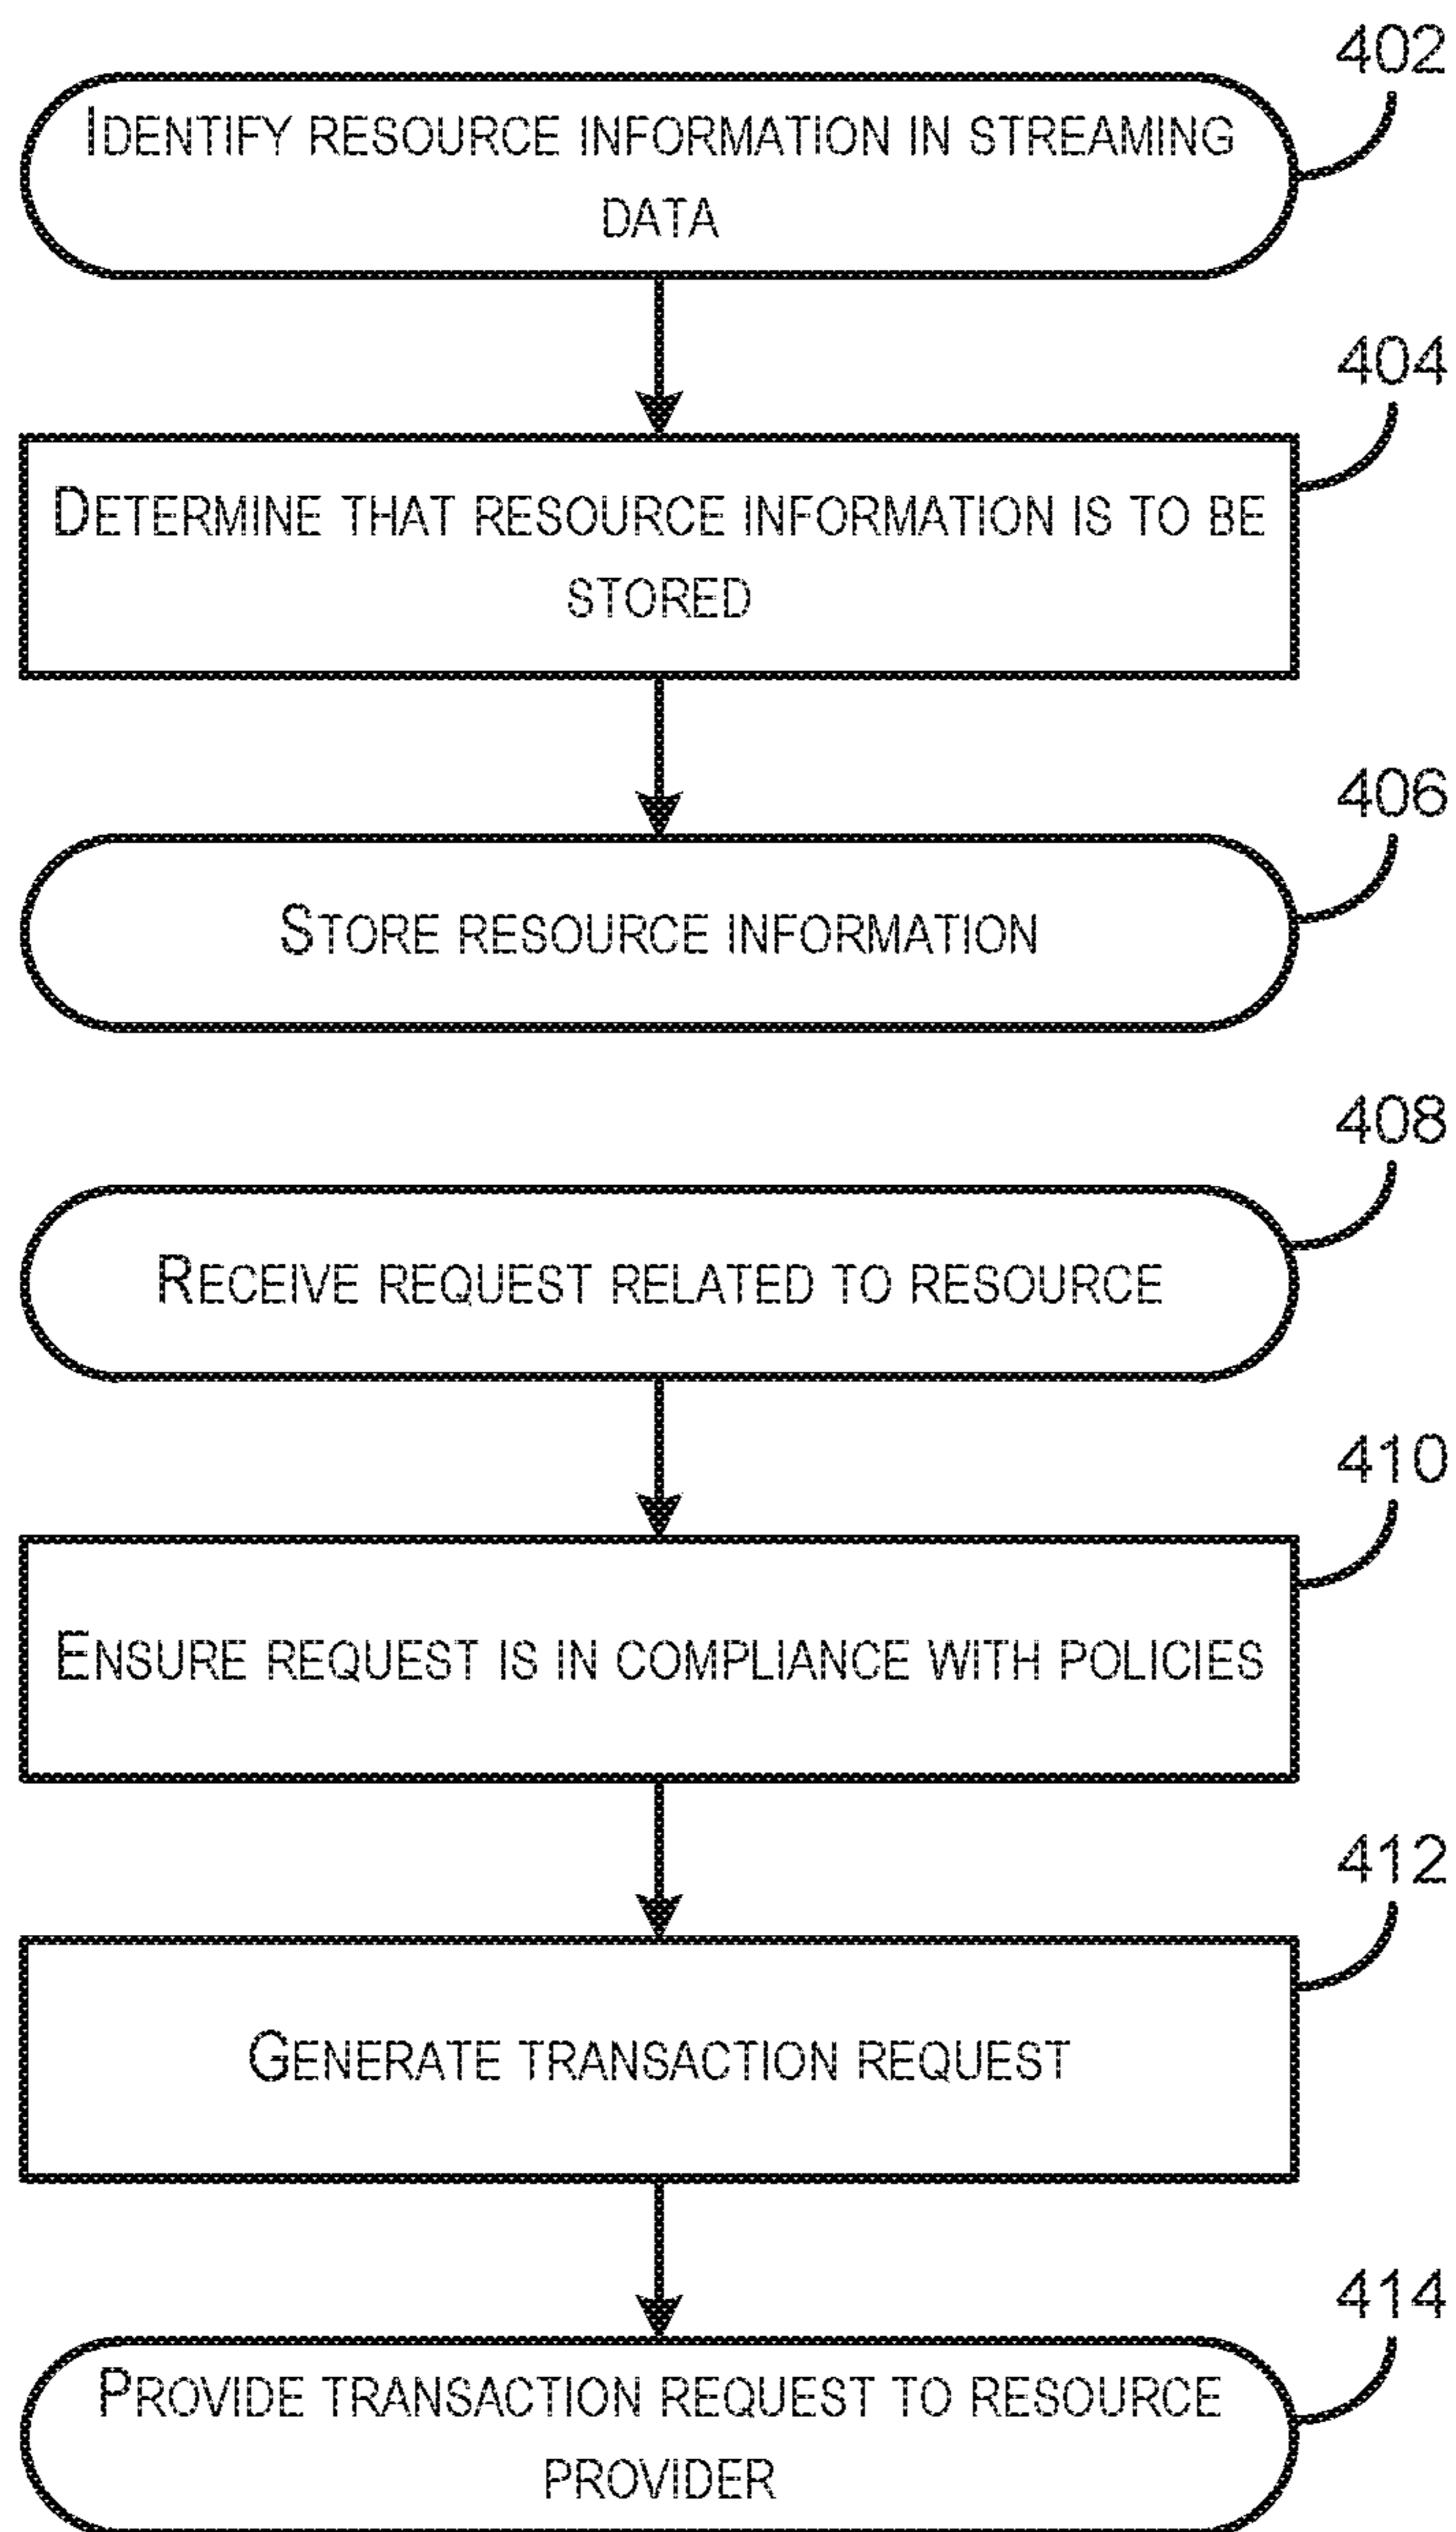 402
IDENTIFY RESOURCE INFORMATION IN STREAMING
DATA
404
DETERMINE THAT RESOURCE INFORMATION IS TO BE
STORED
406
STORE RESOURCE INFORMATION
408
RECEIVE REQUEST RELATED TO RESOURCE
410
ENSURE REQUEST IS IN COMPLIANCE WITH POLICIES
412
GENERATE TRANSACTION REQUEST
414
PROVIDE TRANSACTION REQUEST TO RESOURCE
PROVIDER